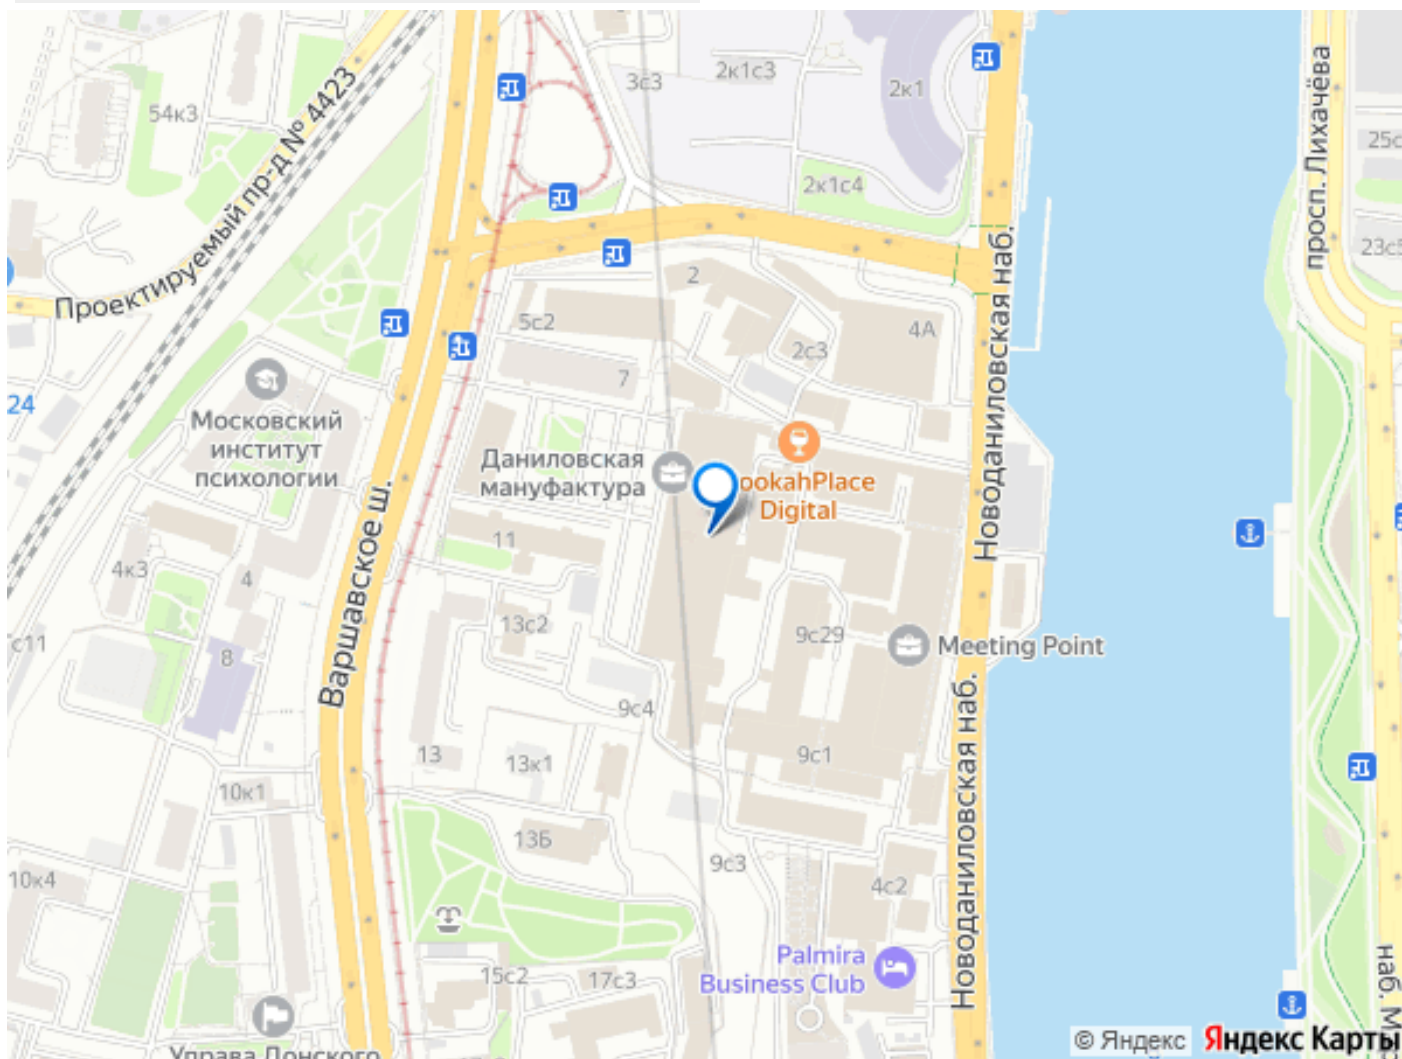 3с3
2к1с3
2к1
54к3
Проектируемый пр-д № 4423
2к1с4
просп. Лихачёва
23с5
2
5с2
4А
2с3
7
24
Московский
институт
психологии
Даниловская
мануфактура
ookahPlace
Digital
Новоданиловская наб.
Варшавское ш.
11
4к3
4
13с2
9с29
Meeting Point
с11
8
9с4
13
13к1
9с1
10к1
13Б
9с3
10к4
4с2
Новоданиловская наб.
Palmira
Business Club
15с2
17с3
наб. М
Управа Донского
© Яндекс
Яндекс Карты